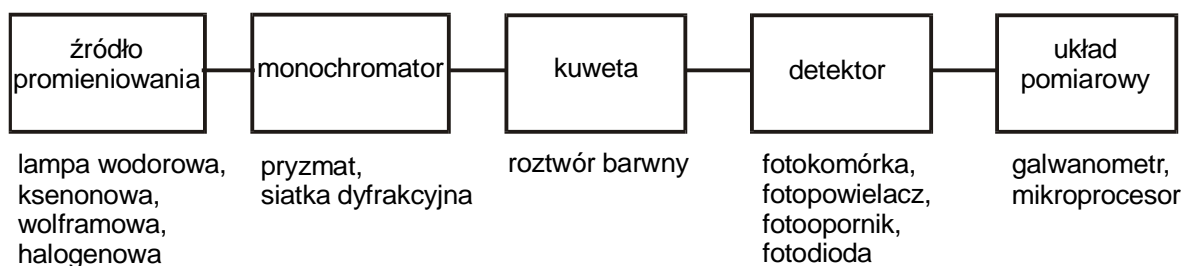 źródło
promieniowania
monochromator
kuweta
detektor
układ
pomiarowy
lampa wodorowa,
ksenonowa,
wolframowa,
halogenowa
pryzmat,
siatka dyfrakcyjna
roztwór barwny
fotokomórka,
fotopowielacz,
fotoopornik,
fotodioda
galwanometr,
mikroprocesor